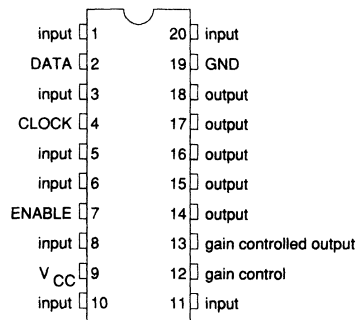 input 1 20 input
DATA 2 19 GND
input 3 18 output
CLOCK 4 17 output
input 5 16 output
input 6 15 output
ENABLE 7 14 output
input 8 13 gain controlled output
V CC 9 12 gain control
input 10 11 input